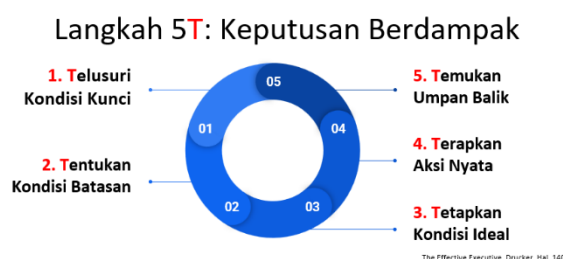 Langkah 5T: Keputusan Berdampak
1. Telusuri
Kondisi Kunci
2. Tentukan
Kondisi Batasan
3. Tetapkan
Kondisi Ideal
4. Terapkan
Aksi Nyata
5. Temukan
Umpan Balik
01
02
03
04
05
The Effective Executive, Drucker, Hal. 140